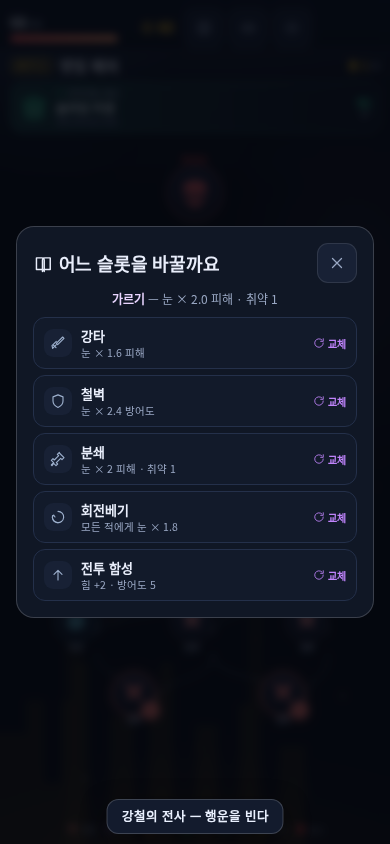 어느 슬롯을 바꿀까요
가르기 — 눈 × 2.0 피해 · 취약 1
강타
눈 × 1.6 피해
교체
철벽
눈 × 2.4 방어도
교체
분쇄
눈 × 2 피해 · 취약 1
교체
회전베기
모든 적에게 눈 × 1.8
교체
전투 함성
힘 +2 · 방어도 5
교체
강철의 전사 — 행운을 빈다